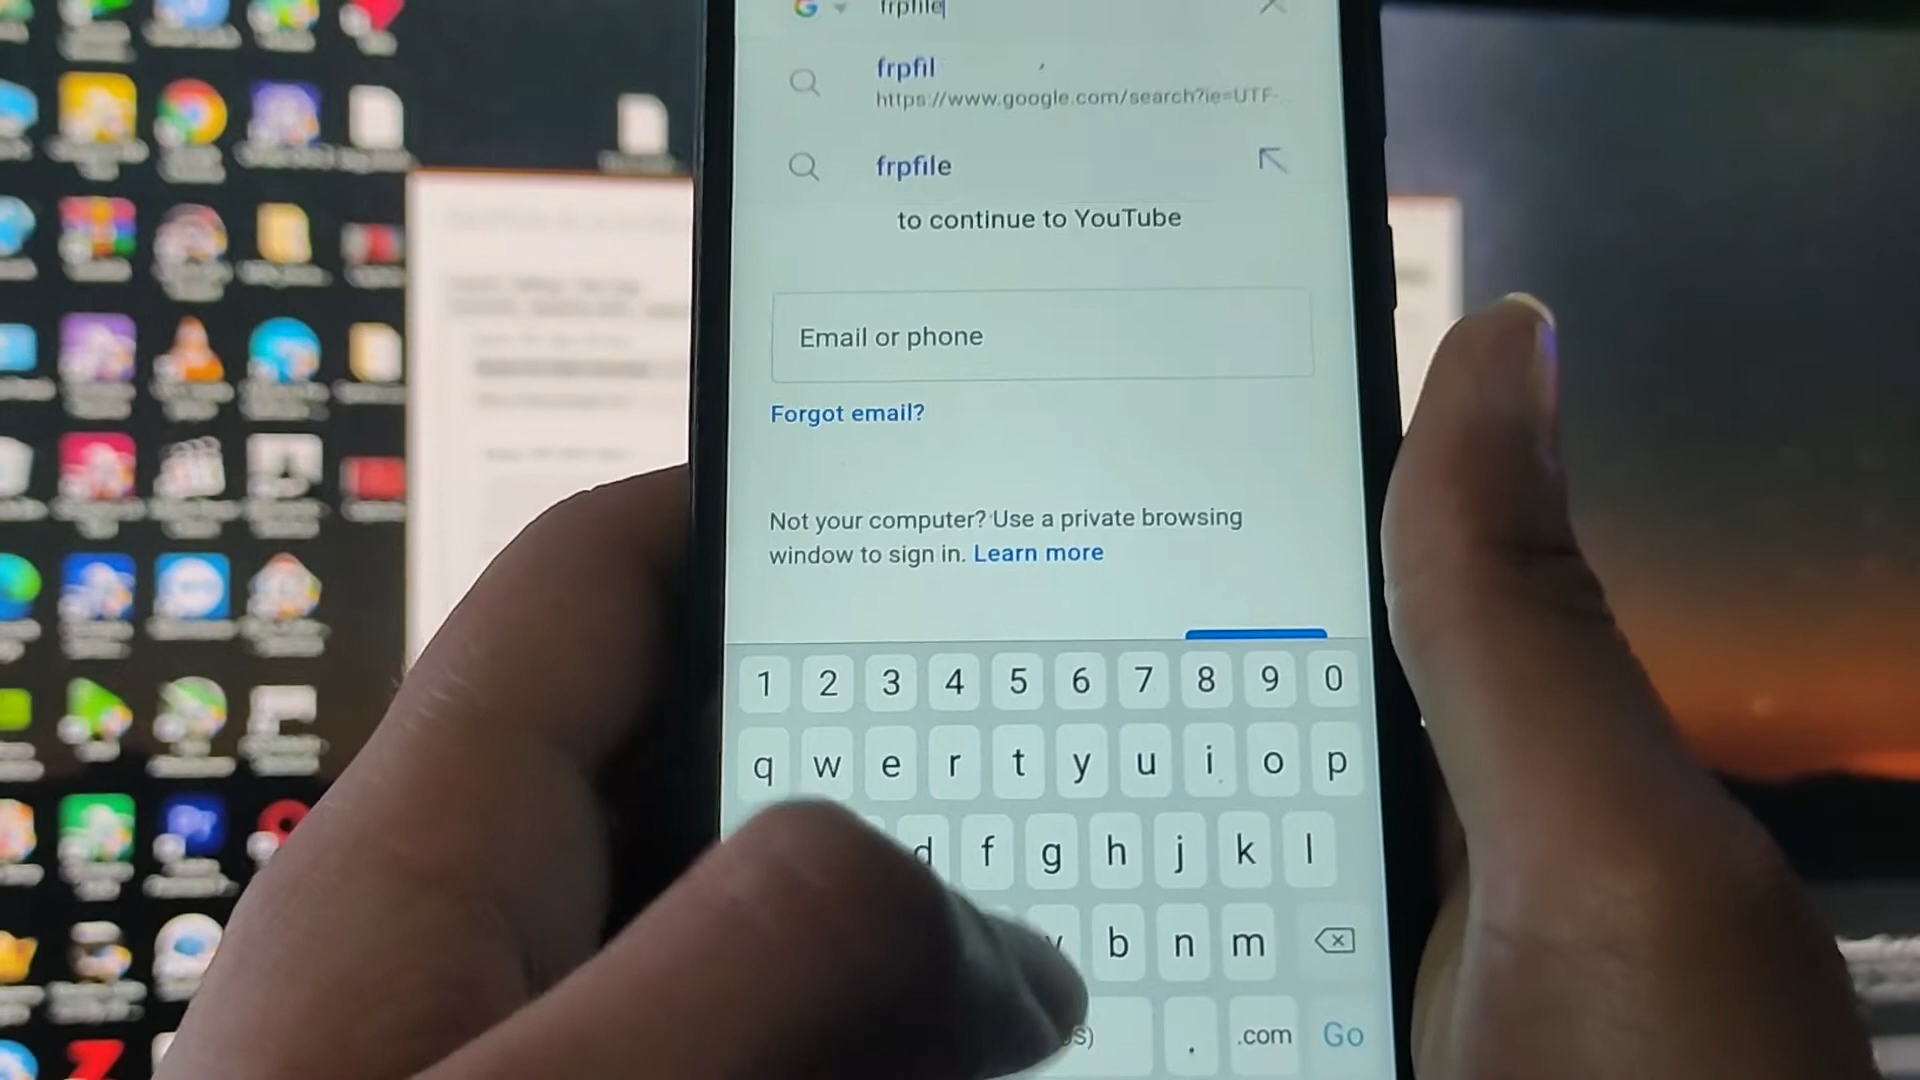 frpfile
frpfil
https://www.google.com/search?ie=UTF-...
frpfile
to continue to YouTube
Email or phone
Forgot email?
Not your computer? Use a private browsing
window to sign in. Learn more
1 2 3 4 5 6 7 8 9 0
q w e r t y u i o p
d f g h j k l
v b n m
. .com Go